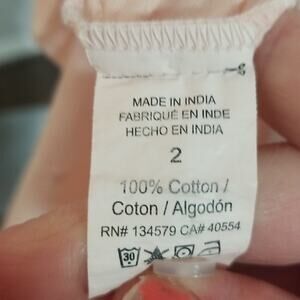 MADE IN INDIA
FABRIQUÉ EN INDE
HECHO EN INDIA
2
100% Cotton /
Coton / Algodón
RN# 134579 CA# 40554
30